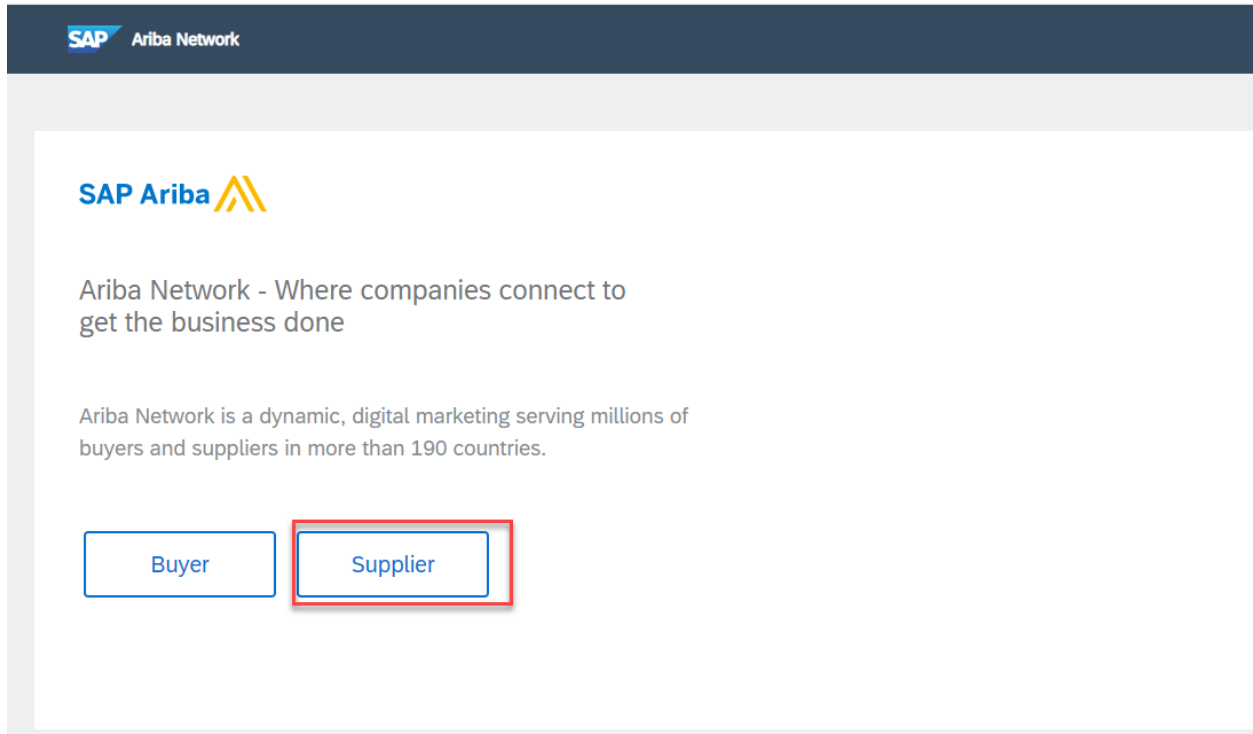 SAP Ariba Network
SAP Ariba
Ariba Network - Where companies connect to
get the business done
Ariba Network is a dynamic, digital marketing serving millions of
buyers and suppliers in more than 190 countries.
Buyer Supplier